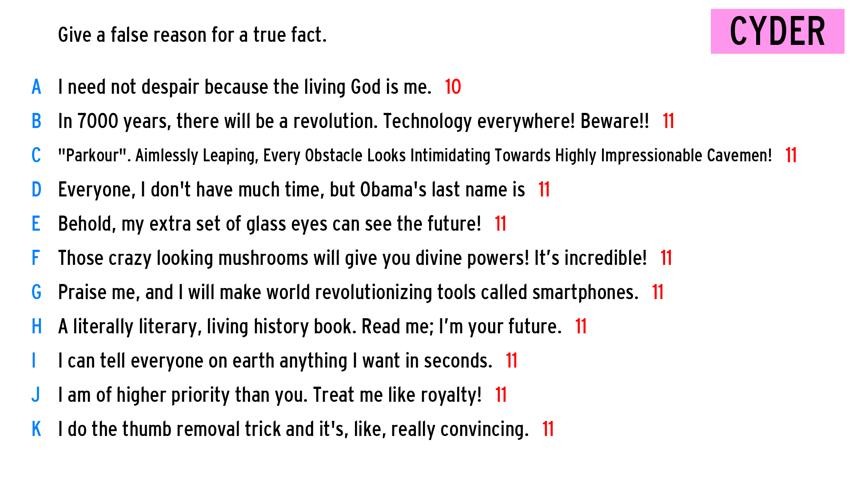 Give a false reason for a true fact.
CYDER
A I need not despair because the living God is me. 10
B In 7000 years, there will be a revolution. Technology everywhere! Beware!! 11
C "Parkour". Aimlessly Leaping, Every Obstacle Looks Intimidating Towards Highly Impressionable Cavemen! 11
D Everyone, I don't have much time, but Obama's last name is 11
E Behold, my extra set of glass eyes can see the future! 11
F Those crazy looking mushrooms will give you divine powers! It’s incredible! 11
G Praise me, and I will make world revolutionizing tools called smartphones. 11
H A literally literary, living history book. Read me; I’m your future. 11
I I can tell everyone on earth anything I want in seconds. 11
J I am of higher priority than you. Treat me like royalty! 11
K I do the thumb removal trick and it's, like, really convincing. 11